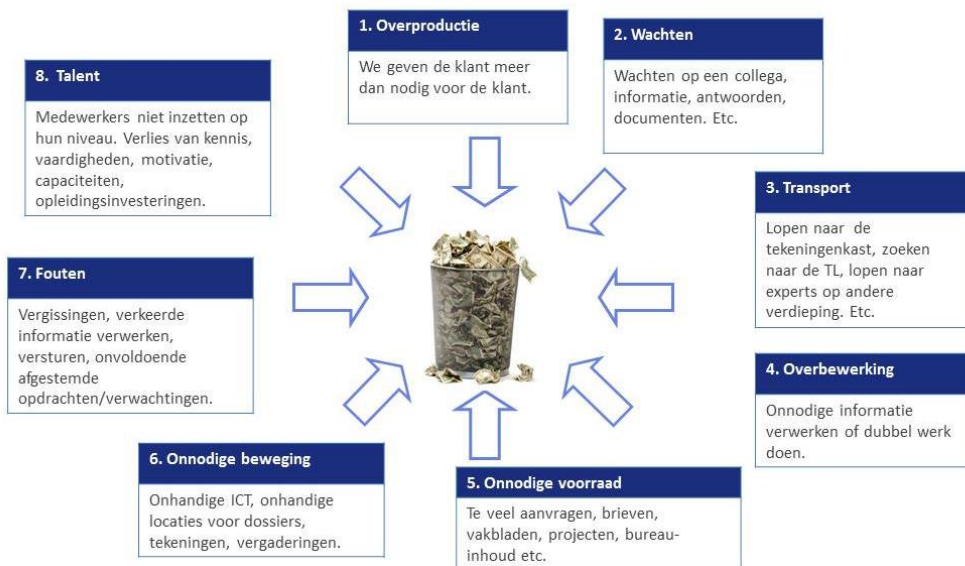 1. Overproductie
We geven de klant meer
dan nodig voor de klant.
2. Wachten
Wachten op een collega,
informatie, antwoorden,
documenten. Etc.
3. Transport
Lopen naar de
tekeningenkast, zoeken
naar de TL, lopen naar
experts op andere
verdieping. Etc.
4. Overbewerking
Onnodige informatie
verwerken of dubbel werk
doen.
5. Onnodige voorraad
Te veel aanvragen, brieven,
vakbladen, projecten, bureau-
inhoud etc.
6. Onnodige beweging
Onhandige ICT, onhandige
locaties voor dossiers,
tekeningen, vergaderingen.
7. Fouten
Vergissingen, verkeerde
informatie verwerken,
versturen, onvoldoende
afgestemde
opdrachten/verwachtingen.
8. Talent
Medewerkers niet inzetten op
hun niveau. Verlies van kennis,
vaardigheden, motivatie,
capaciteiten,
opleidingsinvesteringen.